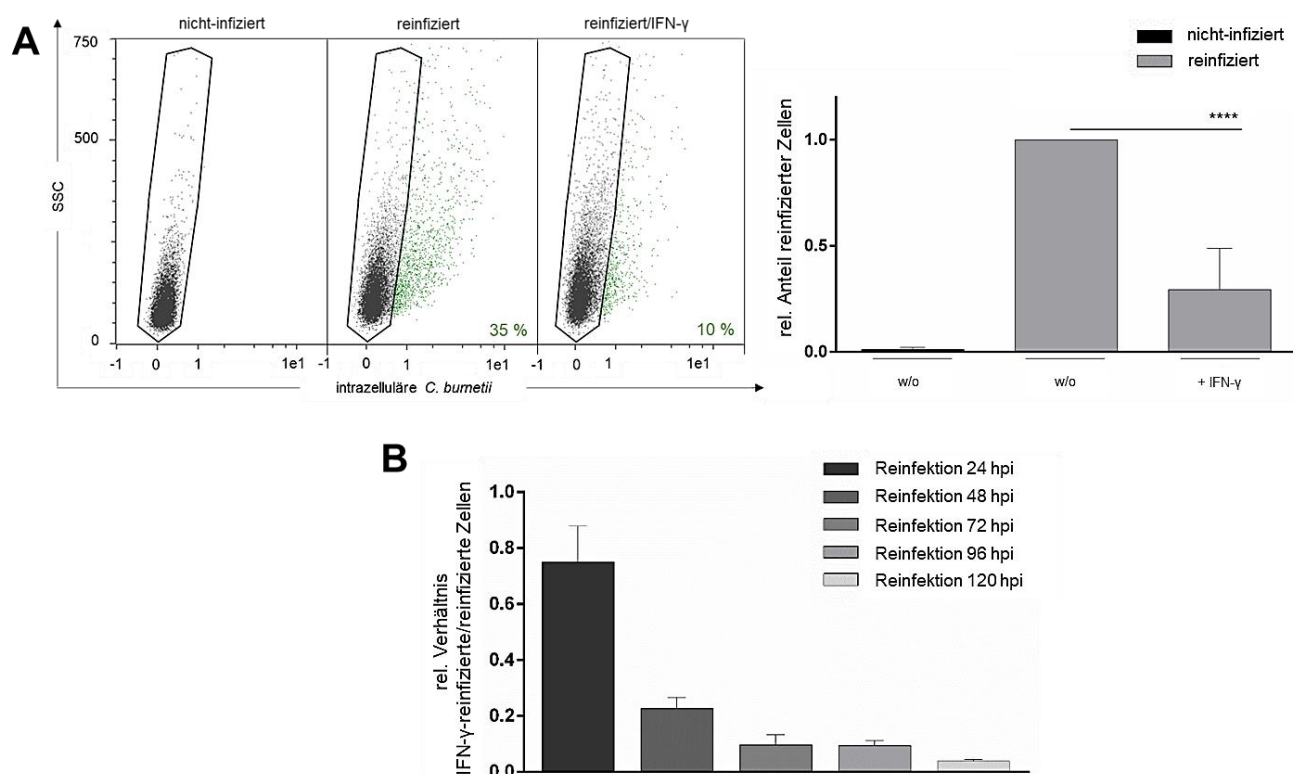 A
nicht-infiziert
reinfiziert
reinfiziert/IFN-γ
750
500
100
0
SSC
35 %
10 %
-1 0 1 1e1
-1 0 1 1e1
-1 0 1 1e1
intrazelluläre C. burnetii
nicht-infiziert
reinfiziert
rel. Anteil reinfizierter Zellen
1.0
0.5
0.0
****
w/o
w/o
+ IFN-γ
B
rel. Verhältnis
IFN-γ-reinfizierte/reinfizierte Zellen
1.0
0.8
0.6
0.4
0.2
0.0
Reinfektion 24 hpi
Reinfektion 48 hpi
Reinfektion 72 hpi
Reinfektion 96 hpi
Reinfektion 120 hpi